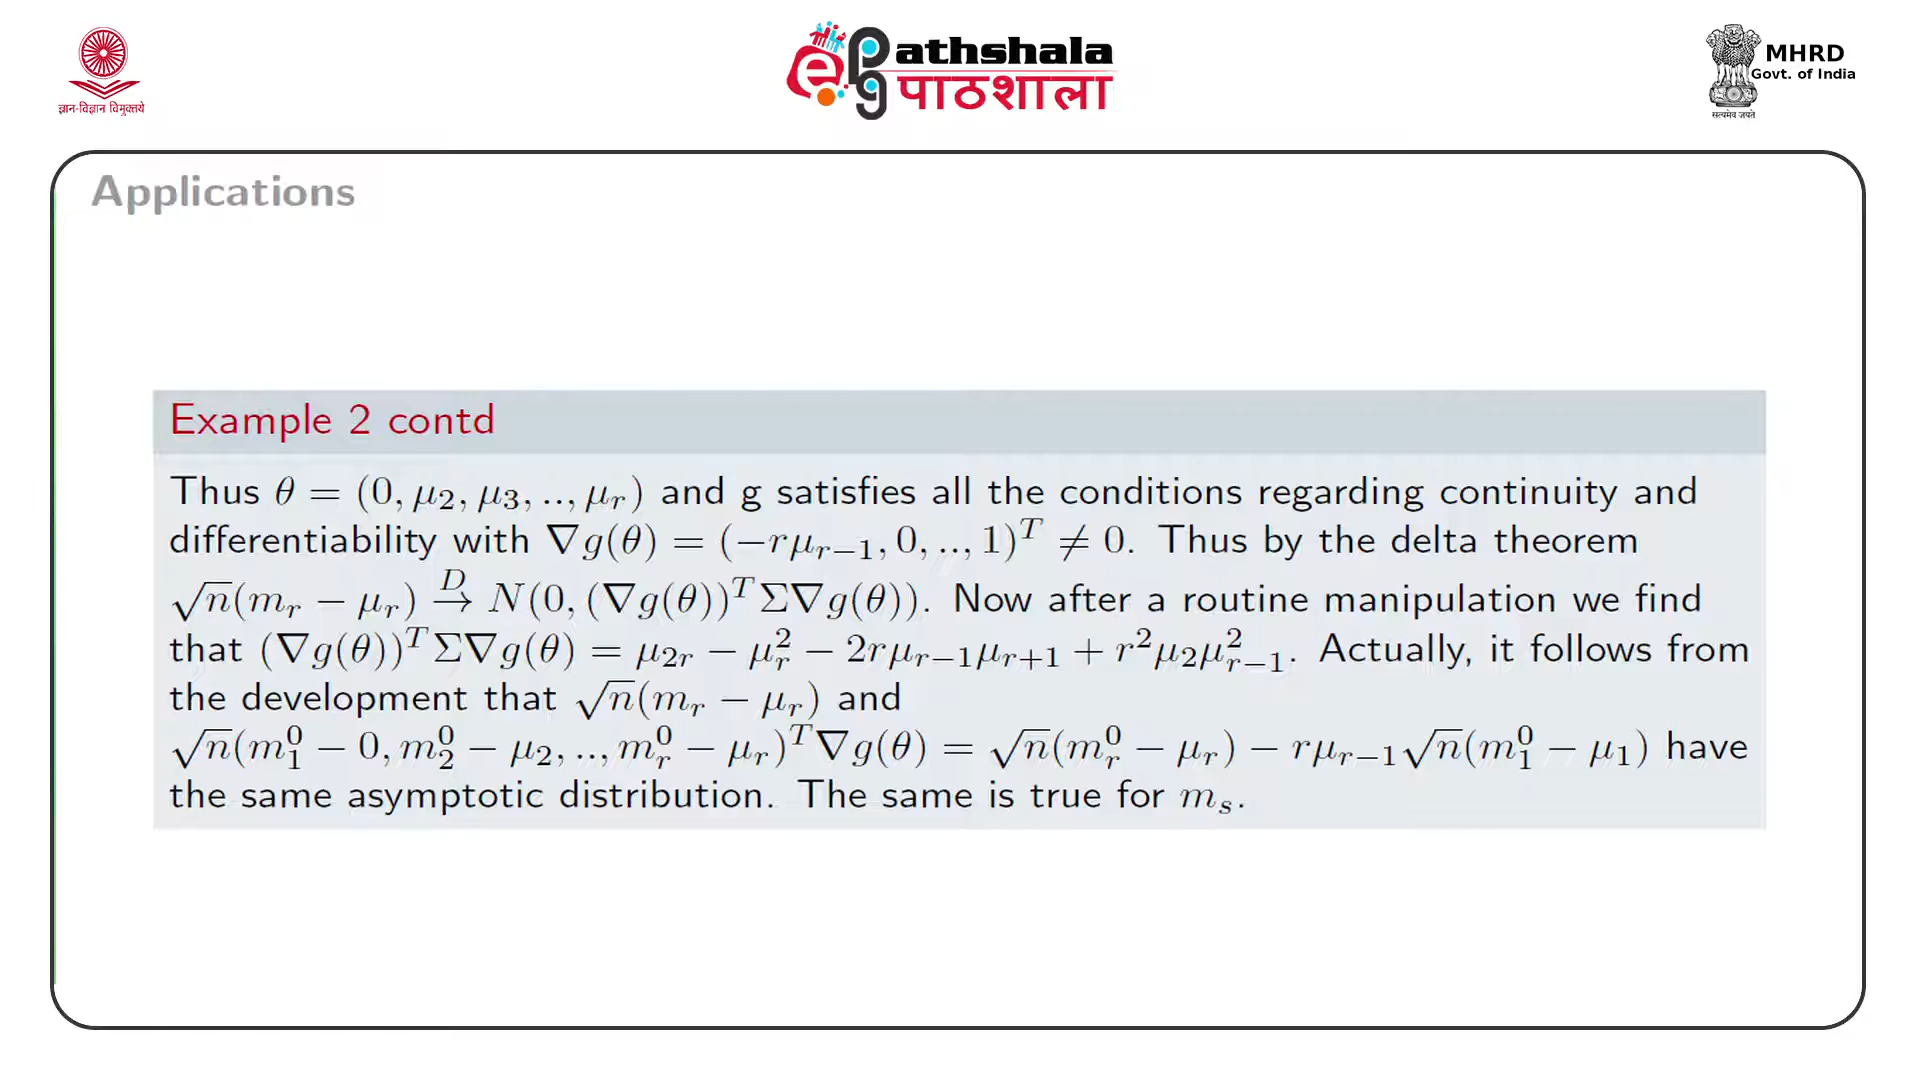 ज्ञान-विज्ञान विमुक्तये
ePG athshala
पाठशाला
MHRD
Govt. of India
सत्यमेव जयते
Applications
Example 2 contd
Thus θ = (0, μ₂, μ₃, .., μᵣ) and g satisfies all the conditions regarding continuity and
differentiability with ∇g(θ) = (−rμᵣ₋₁, 0, .., 1)ᵀ ≠ 0. Thus by the delta theorem
√n(mᵣ − μᵣ) →ᴰ N(0, (∇g(θ))ᵀΣ∇g(θ)). Now after a routine manipulation we find
that (∇g(θ))ᵀΣ∇g(θ) = μ₂ᵣ − μᵣ² − 2rμᵣ₋₁μᵣ₊₁ + r²μ₂μ²ᵣ₋₁. Actually, it follows from
the development that √n(mᵣ − μᵣ) and
√n(m₁⁰ − 0, m₂⁰ − μ₂, .., mᵣ⁰ − μᵣ)ᵀ∇g(θ) = √n(mᵣ⁰ − μᵣ) − rμᵣ₋₁√n(m₁⁰ − μ₁) have
the same asymptotic distribution. The same is true for mₛ.